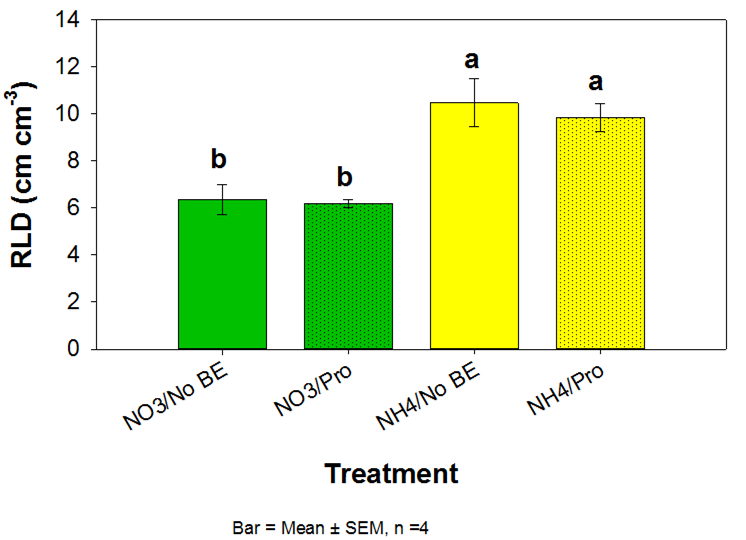 14
12
10
8
6
4
2
0
RLD (cm cm-3)
b
b
a
a
NO3/No BE
NO3/Pro
NH4/No BE
NH4/Pro
Treatment
Bar = Mean ± SEM, n =4